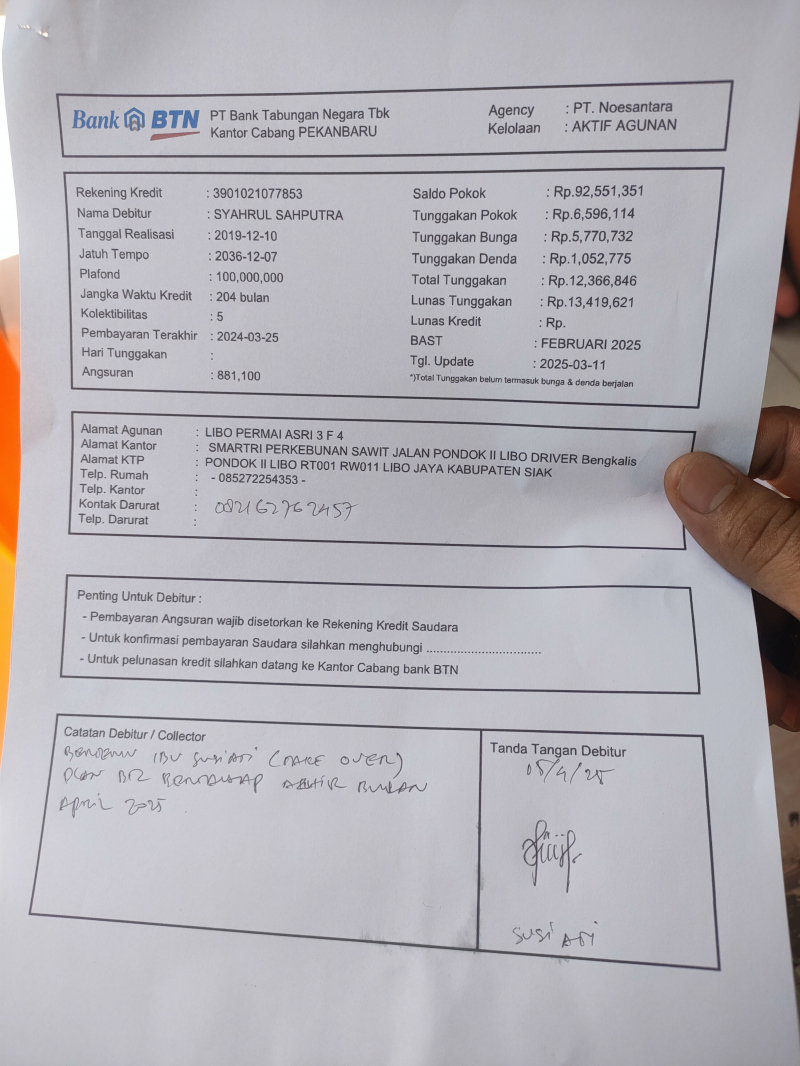 Bank BTN PT Bank Tabungan Negara Tbk
Kantor Cabang PEKANBARU
Agency : PT. Noesantara
Kelolaan : AKTIF AGUNAN
Rekening Kredit : 3901021077853
Nama Debitur : SYAHRUL SAHPUTRA
Tanggal Realisasi : 2019-12-10
Jatuh Tempo : 2036-12-07
Plafond : 100,000,000
Jangka Waktu Kredit : 204 bulan
Kolektibilitas : 5
Pembayaran Terakhir : 2024-03-25
Hari Tunggakan :
Angsuran : 881,100
Saldo Pokok : Rp.92,551,351
Tunggakan Pokok : Rp.6,596,114
Tunggakan Bunga : Rp.5,770,732
Tunggakan Denda : Rp.1,052,775
Total Tunggakan : Rp.12,366,846
Lunas Tunggakan : Rp.13,419,621
Lunas Kredit : Rp.
BAST : FEBRUARI 2025
Tgl. Update : 2025-03-11
*)Total Tunggakan belum termasuk bunga & denda berjalan
Alamat Agunan : LIBO PERMAI ASRI 3 F 4
Alamat Kantor : SMARTRI PERKEBUNAN SAWIT JALAN PONDOK II LIBO DRIVER Bengkalis
Alamat KTP : PONDOK II LIBO RT001 RW011 LIBO JAYA KABUPATEN SIAK
Telp. Rumah : - 085272254353 -
Telp. Kantor :
Kontak Darurat : 082162762457
Telp. Darurat :
Penting Untuk Debitur :
- Pembayaran Angsuran wajib disetorkan ke Rekening Kredit Saudara
- Untuk konfirmasi pembayaran Saudara silahkan menghubungi ..................................
- Untuk pelunasan kredit silahkan datang ke Kantor Cabang bank BTN
Catatan Debitur / Collector
IBU SUSIATI (TAKE OVER)
BERTAHAP AKHIR BULAN
APRIL 2025
Tanda Tangan Debitur
05/4/25
SUSIATI